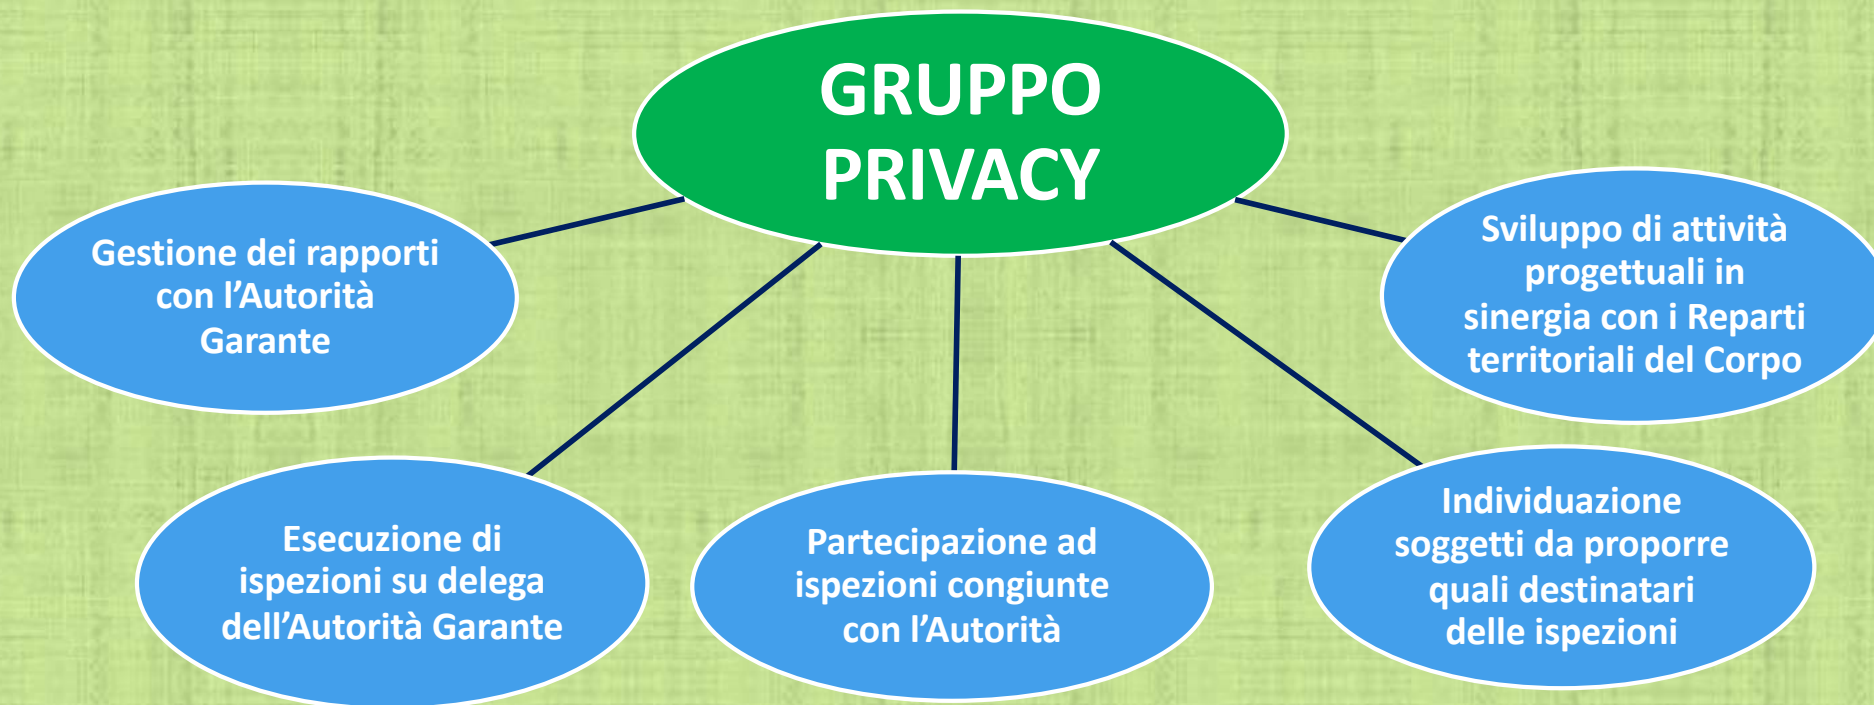 GRUPPO
PRIVACY
Gestione dei rapporti
con l’Autorità
Garante
Sviluppo di attività
progettuali in
sinergia con i Reparti
territoriali del Corpo
Esecuzione di
ispezioni su delega
dell’Autorità Garante
Partecipazione ad
ispezioni congiunte
con l’Autorità
Individuazione
soggetti da proporre
quali destinatari
delle ispezioni